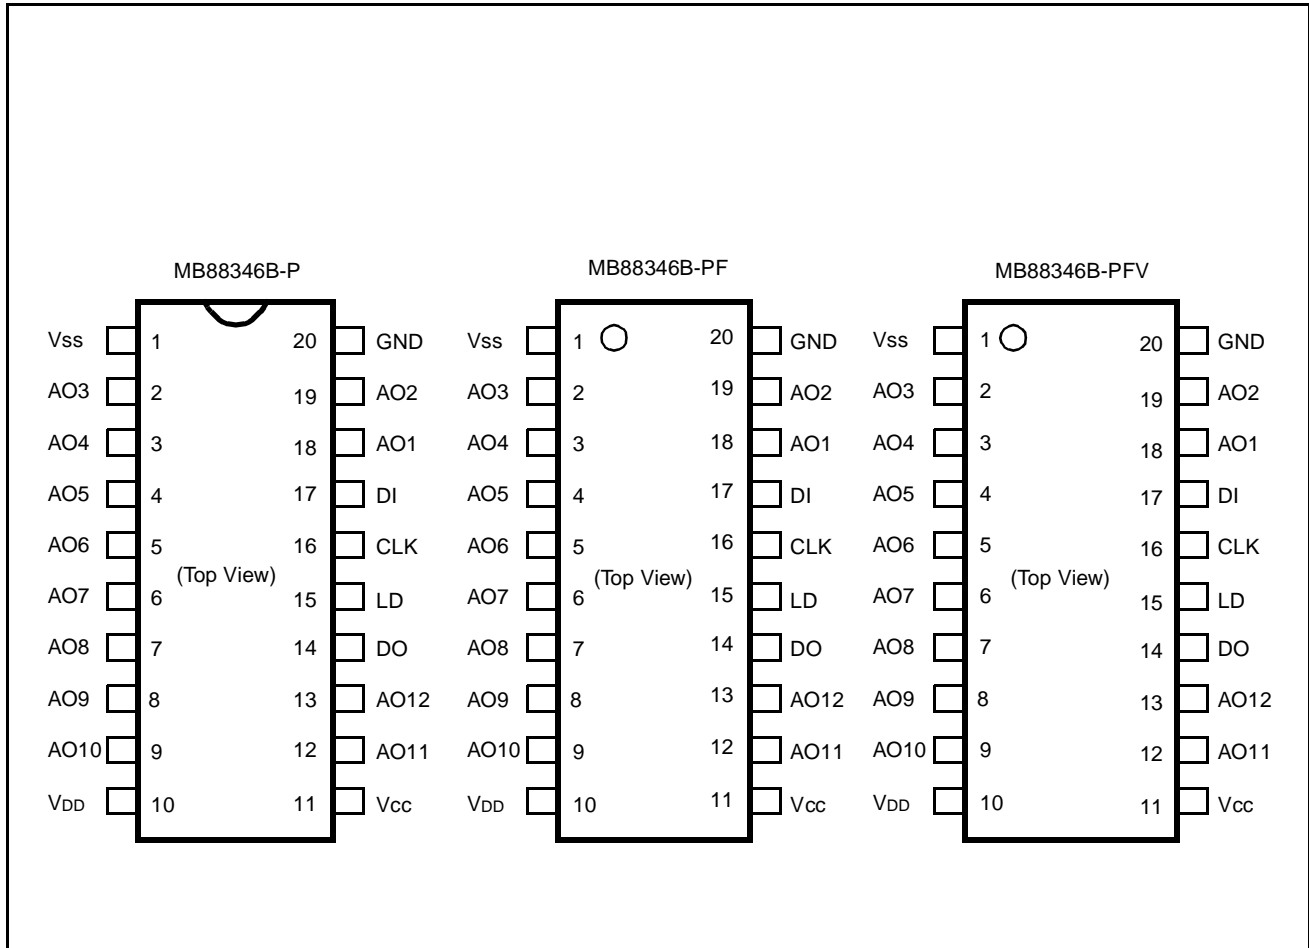 MB88346B-P
Vss 1 20 GND
AO3 2 19 AO2
AO4 3 18 AO1
AO5 4 17 DI
AO6 5 16 CLK
(Top View)
AO7 6 15 LD
AO8 7 14 DO
AO9 8 13 AO12
AO10 9 12 AO11
VDD 10 11 Vcc
MB88346B-PF
Vss 1 20 GND
AO3 2 19 AO2
AO4 3 18 AO1
AO5 4 17 DI
AO6 5 16 CLK
(Top View)
AO7 6 15 LD
AO8 7 14 DO
AO9 8 13 AO12
AO10 9 12 AO11
VDD 10 11 Vcc
MB88346B-PFV
Vss 1 20 GND
AO3 2 19 AO2
AO4 3 18 AO1
AO5 4 17 DI
AO6 5 16 CLK
(Top View)
AO7 6 15 LD
AO8 7 14 DO
AO9 8 13 AO12
AO10 9 12 AO11
VDD 10 11 Vcc